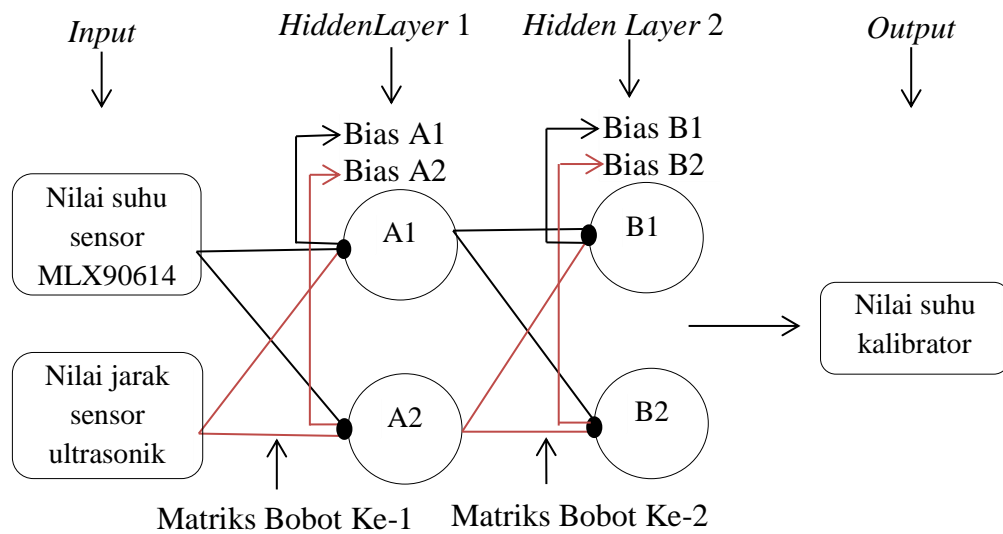 Input
HiddenLayer 1
Hidden Layer 2
Output
Bias A1
Bias A2
Bias B1
Bias B2
Nilai suhu
sensor
MLX90614
A1
B1
Nilai suhu
kalibrator
Nilai jarak
sensor
ultrasonik
A2
B2
Matriks Bobot Ke-1
Matriks Bobot Ke-2